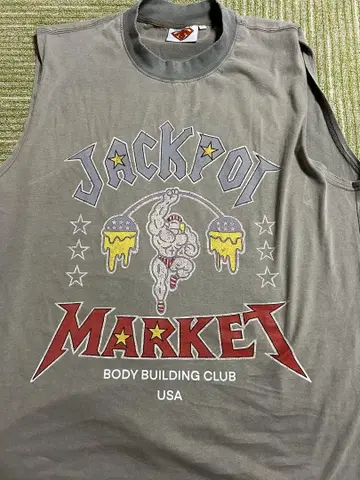 JACKPOT
MARKET
BODY BUILDING CLUB
USA